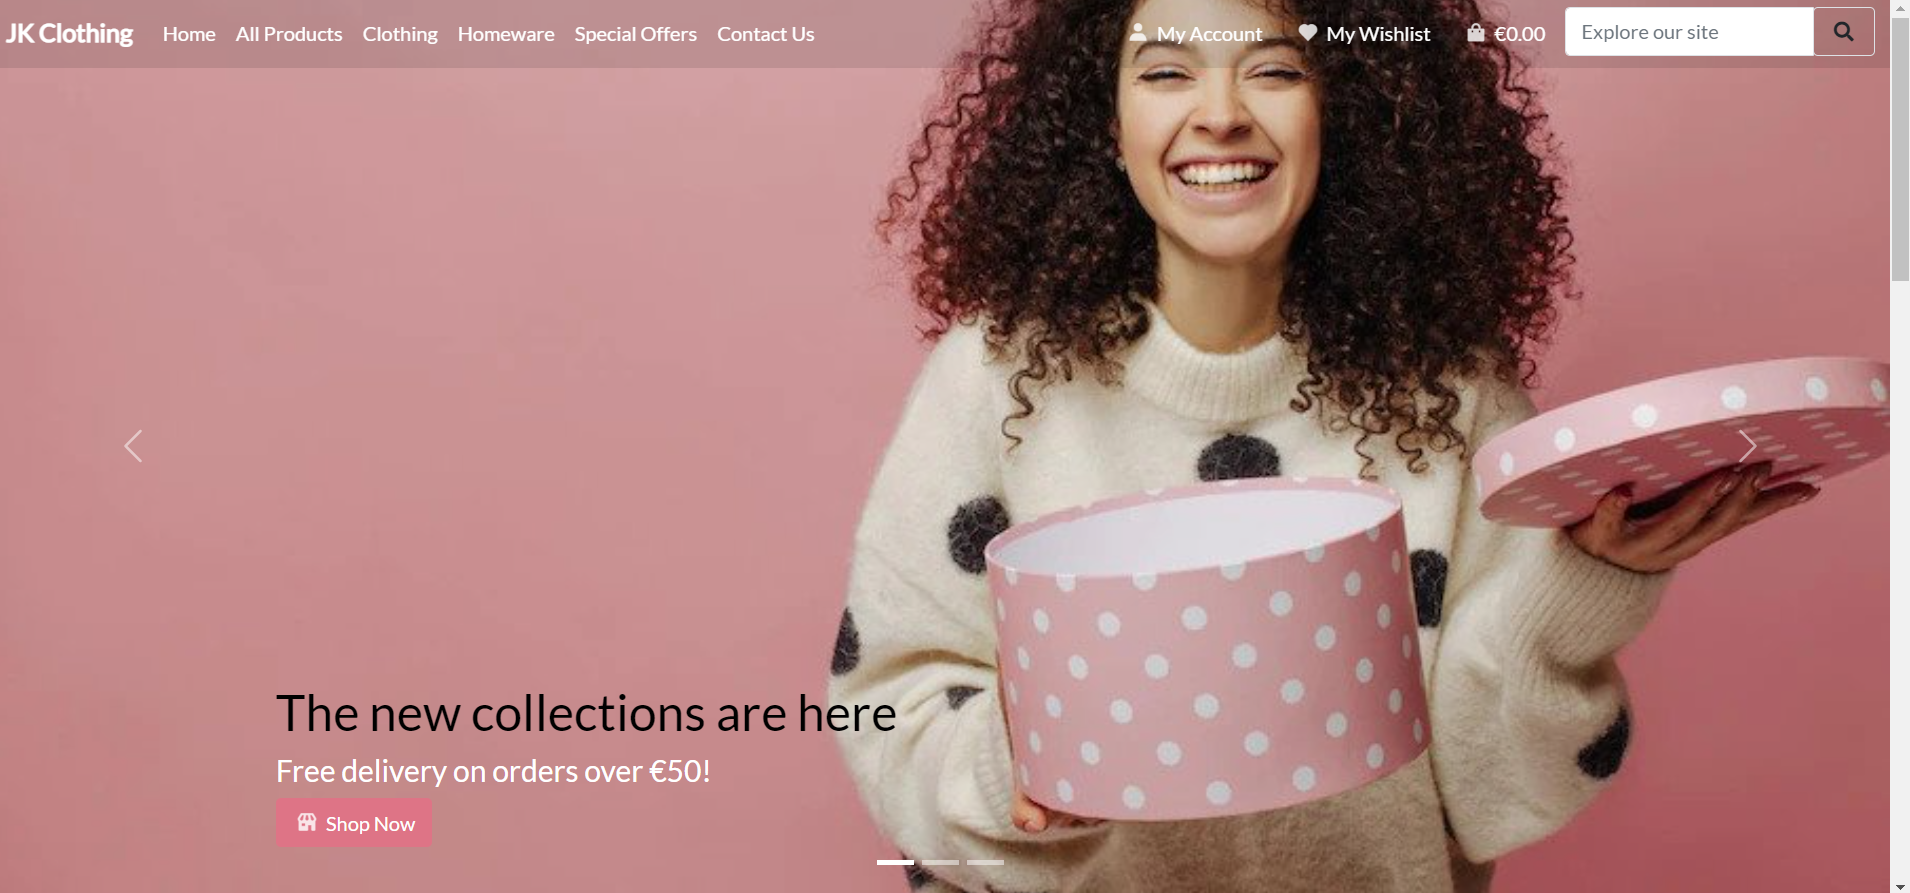 JK Clothing Home All Products Clothing Homeware Special Offers Contact Us My Account My Wishlist €0.00 Explore our site
The new collections are here
Free delivery on orders over €50!
Shop Now